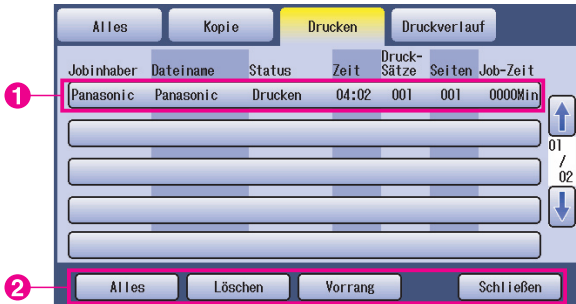 Alles Kopie Drucken Druckverlauf
Jobinhaber Dateiname Status Zeit Druck-Sätze Seiten Job-Zeit
1 Panasonic Panasonic Drucken 04:02 001 001 0000Min
01
/
02
2 Alles Löschen Vorrang Schließen